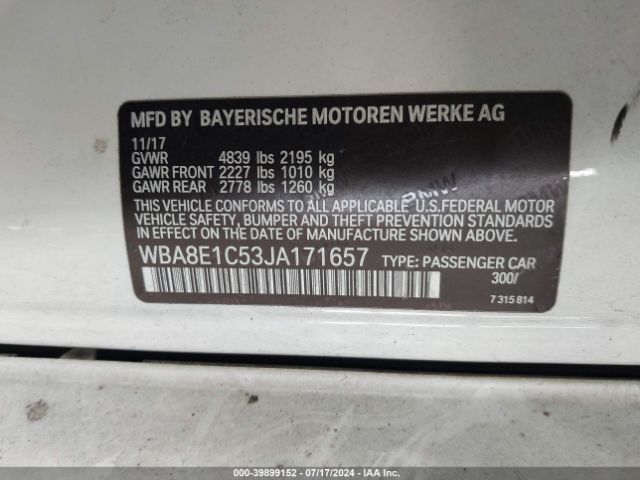 MFD BY BAYERISCHE MOTOREN WERKE AG
11/17
GVWR 4839 lbs 2195 kg
GAWR FRONT 2227 lbs 1010 kg
GAWR REAR 2778 lbs 1260 kg
THIS VEHICLE CONFORMS TO ALL APPLICABLE U.S.FEDERAL MOTOR
VEHICLE SAFETY, BUMPER AND THEFT PREVENTION STANDARDS
IN EFFECT ON THE DATE OF MANUFACTURE SHOWN ABOVE.
WBA8E1C53JA171657 TYPE: PASSENGER CAR
300/
7 315 814
000-39899152 - 07/17/2024 - IAA Inc.